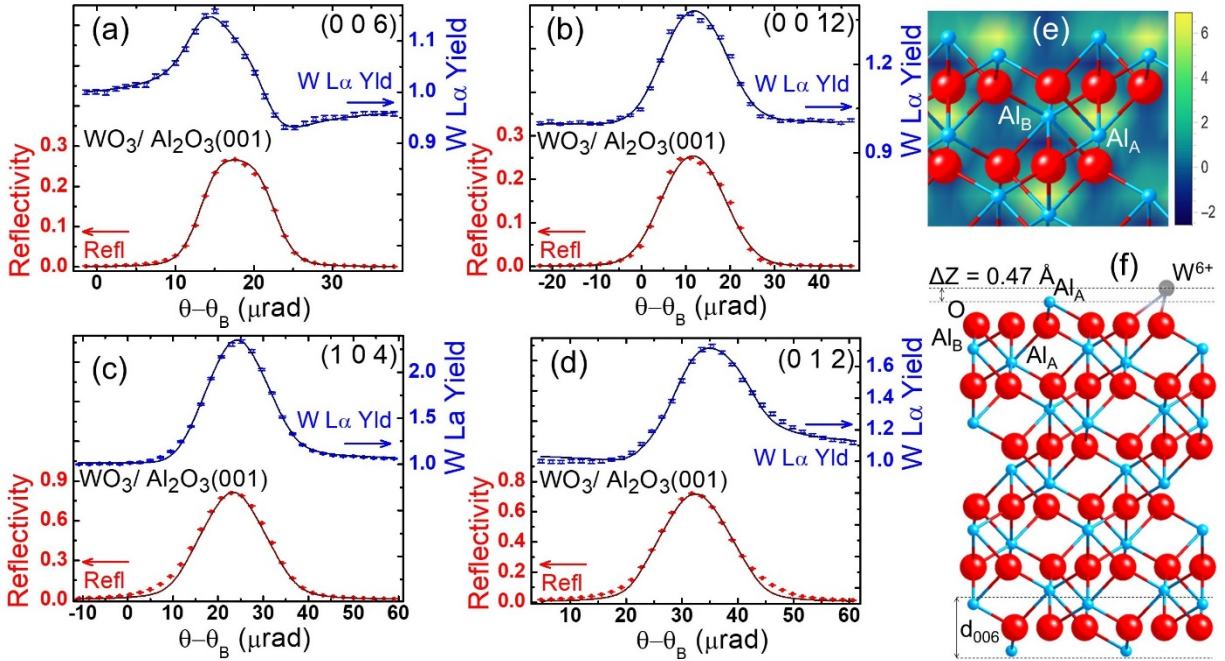 (a)
(0 0 6)
1.1
1.0
0.9
W Lα Yield
W Lα Yld
WO₃/ Al₂O₃(001)
0.3
0.2
0.1
0.0
Reflectivity
Refl
0 10 20 30
θ−θB (μrad)
(b)
(0 0 12)
1.2
0.9
W Lα Yield
W Lα Yld
WO₃/ Al₂O₃(001)
0.3
0.2
0.1
0.0
Reflectivity
Refl
-20 -10 0 10 20 30 40
θ−θB (μrad)
(c)
(1 0 4)
2.0
1.5
1.0
W La Yield
W Lα Yld
WO₃/ Al₂O₃(001)
0.9
0.6
0.3
0.0
Reflectivity
Refl
-10 0 10 20 30 40 50 60
θ−θB (μrad)
(d)
(0 1 2)
1.6
1.4
1.2
1.0
W Lα Yield
W Lα Yld
WO₃/ Al₂O₃(001)
0.8
0.6
0.4
0.2
0.0
Reflectivity
Refl
10 20 30 40 50 60
θ−θB (μrad)
(e)
AlB
AlA
6
4
2
0
−2
(f)
W⁶⁺
ΔZ = 0.47 Å
AlA
O
AlB
AlA
d₀₀₆